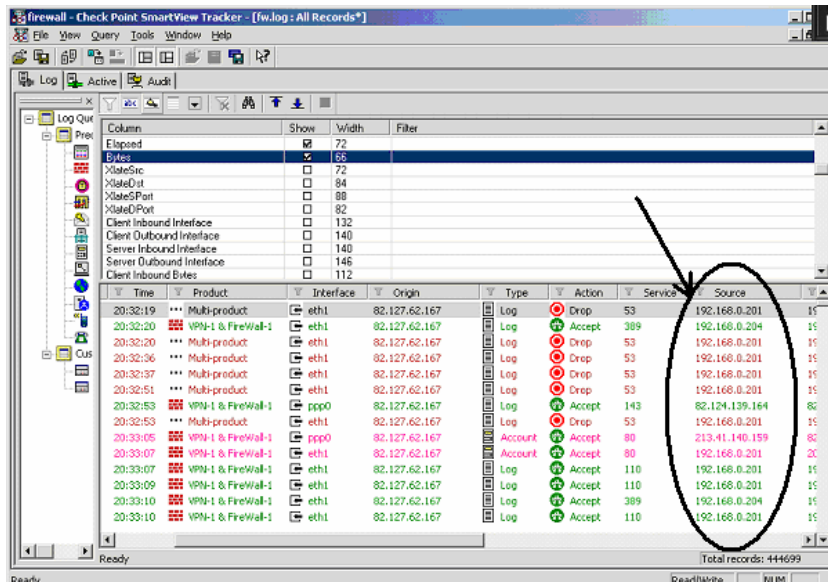 firewall - Check Point SmartView Tracker - [fw.log : All Records*]
File View Query Tools Window Help
Log Active Audit
Log Que
Pred
Cus
Column Show Width Filter
Elapsed 72
Bytes 66
XlateSrc 72
XlateDst 84
XlateSPort 88
XlateDPort 82
Client Inbound Interface 132
Client Outbound Interface 140
Server Inbound Interface 140
Server Outbound Interface 146
Client Inbound Bytes 112
Time Product Interface Origin Type Action Service Source
20:32:19 Multi-product eth1 82.127.62.167 Log Drop 53 192.168.0.201 19
20:32:20 VPN-1 & FireWall-1 eth1 82.127.62.167 Log Accept 389 192.168.0.204 19
20:32:20 Multi-product eth1 82.127.62.167 Log Drop 53 192.168.0.201 19
20:32:36 Multi-product eth1 82.127.62.167 Log Drop 53 192.168.0.201 19
20:32:37 Multi-product eth1 82.127.62.167 Log Drop 53 192.168.0.201 19
20:32:51 Multi-product eth1 82.127.62.167 Log Drop 53 192.168.0.201 19
20:32:53 VPN-1 & FireWall-1 ppp0 82.127.62.167 Log Accept 143 82.124.139.164 82
20:32:53 Multi-product eth1 82.127.62.167 Log Drop 53 192.168.0.201 19
20:33:05 VPN-1 & FireWall-1 ppp0 82.127.62.167 Account Accept 80 213.41.140.159 82
20:33:07 VPN-1 & FireWall-1 eth1 82.127.62.167 Account Accept 80 192.168.0.201 20
20:33:07 VPN-1 & FireWall-1 eth1 82.127.62.167 Log Accept 110 192.168.0.201 19
20:33:09 VPN-1 & FireWall-1 eth1 82.127.62.167 Log Accept 110 192.168.0.201 19
20:33:10 VPN-1 & FireWall-1 eth1 82.127.62.167 Log Accept 389 192.168.0.204 19
20:33:10 VPN-1 & FireWall-1 eth1 82.127.62.167 Log Accept 110 192.168.0.201 19
Ready Total records: 444699
Ready Read/Write NUM